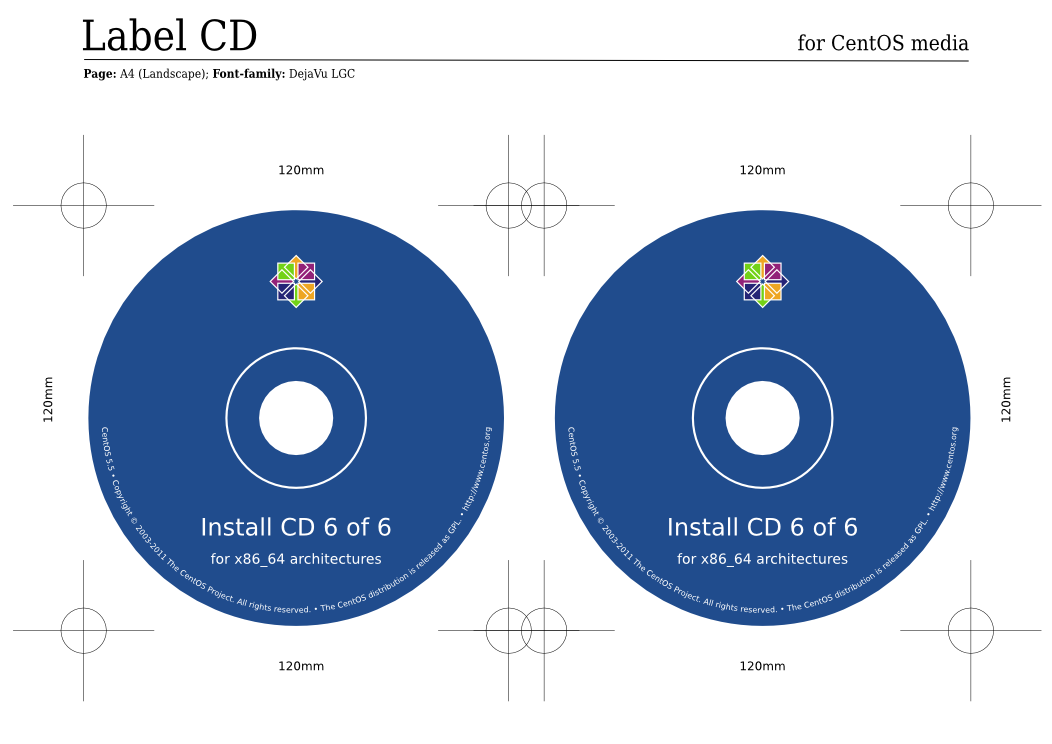 Label CD
for CentOS media
Page: A4 (Landscape); Font-family: DejaVu LGC
120mm
120mm
120mm
120mm
Install CD 6 of 6
for x86_64 architectures
CentOS 5.5 • Copyright © 2003-2011 The CentOS Project. All rights reserved. • The CentOS distribution is released as GPL. • http://www.centos.org
Install CD 6 of 6
for x86_64 architectures
CentOS 5.5 • Copyright © 2003-2011 The CentOS Project. All rights reserved. • The CentOS distribution is released as GPL. • http://www.centos.org
120mm
120mm